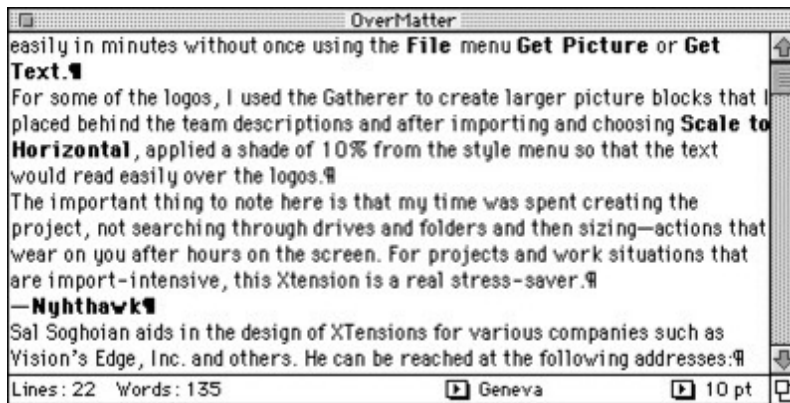 OverMatter
easily in minutes without once using the File menu Get Picture or Get
Text.¶
For some of the logos, I used the Gatherer to create larger picture blocks that I
placed behind the team descriptions and after importing and choosing Scale to
Horizontal, applied a shade of 10% from the style menu so that the text
would read easily over the logos.¶
The important thing to note here is that my time was spent creating the
project, not searching through drives and folders and then sizing—actions that
wear on you after hours on the screen. For projects and work situations that
are import-intensive, this Xtension is a real stress-saver.¶
—Nyhthawk¶
Sal Soghoian aids in the design of XTensions for various companies such as
Vision's Edge, Inc. and others. He can be reached at the following addresses:¶
Lines: 22 Words: 135 Geneva 10 pt